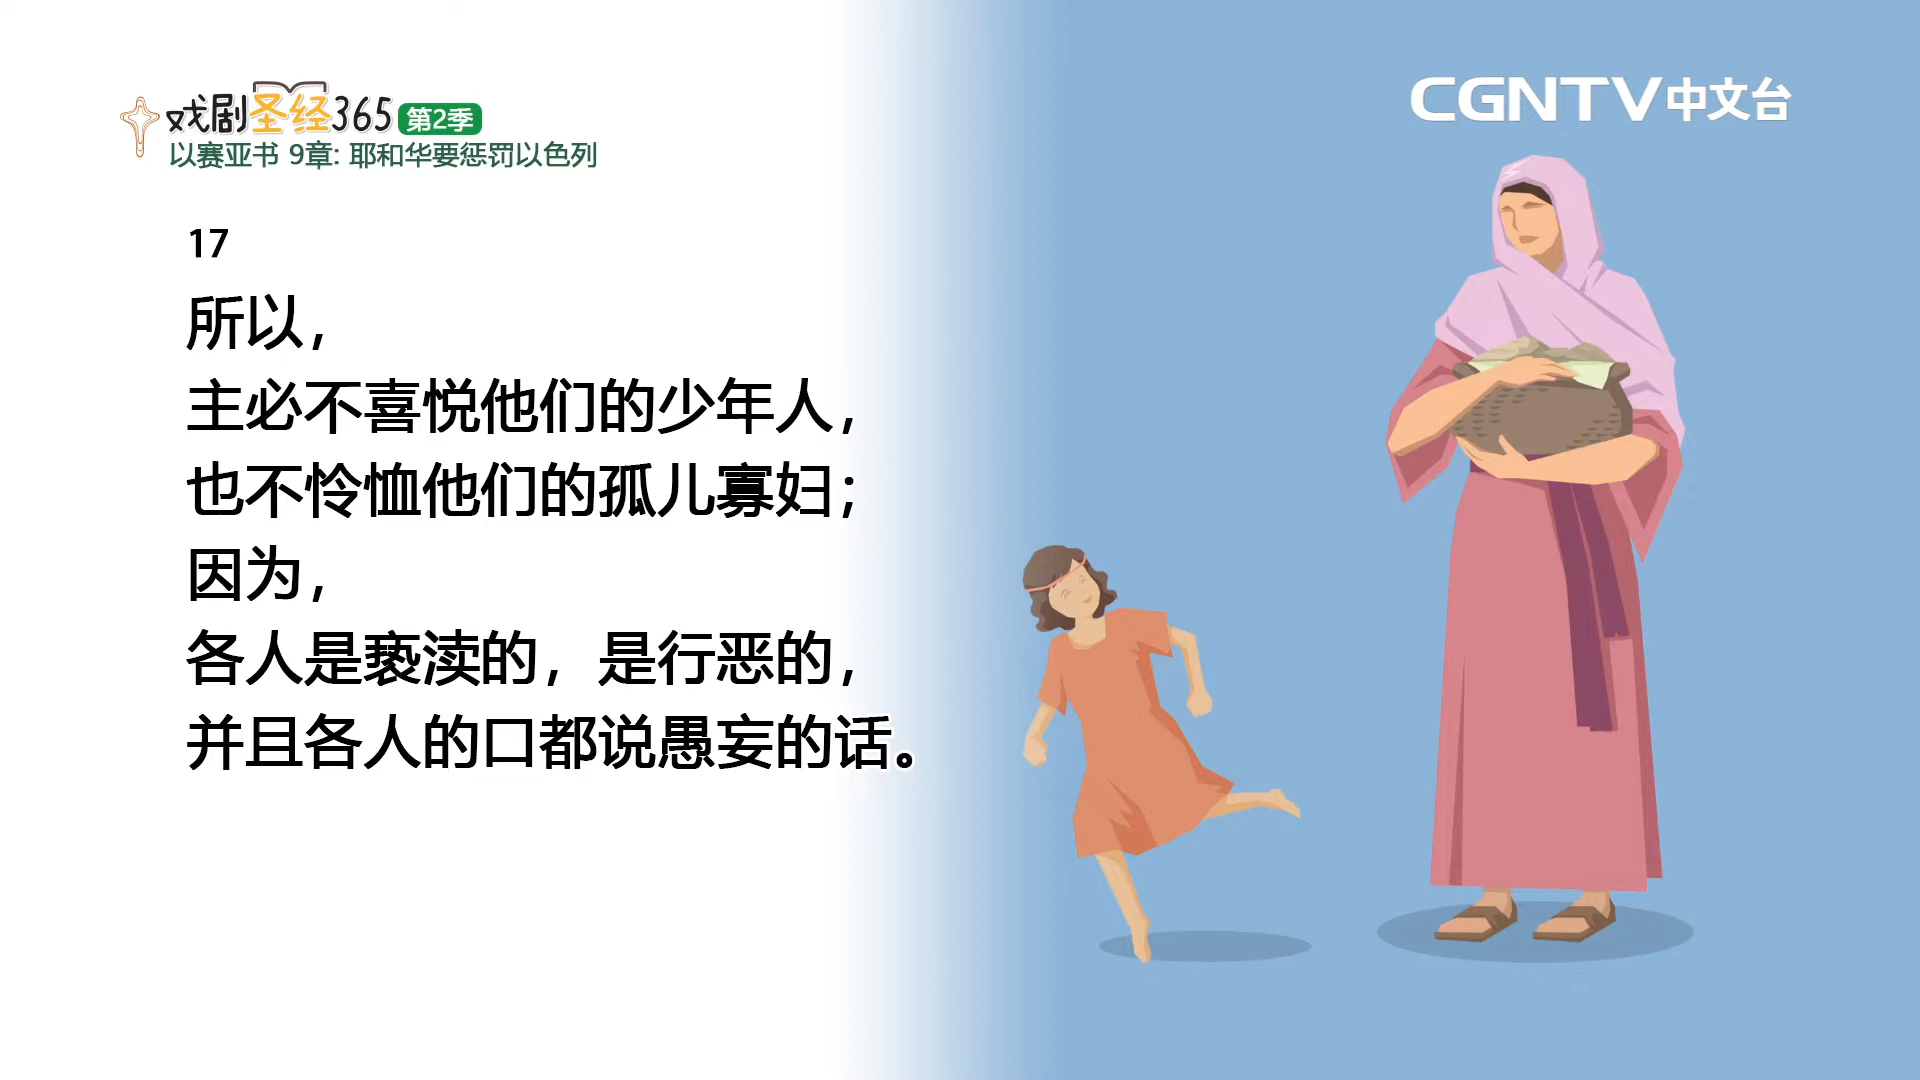 戏剧圣经365 第2季
CGNTV中文台
以赛亚书 9章: 耶和华要惩罚以色列
17
所以，
主必不喜悦他们的少年人，
也不怜恤他们的孤儿寡妇；
因为，
各人是亵渎的，是行恶的，
并且各人的口都说愚妄的话。